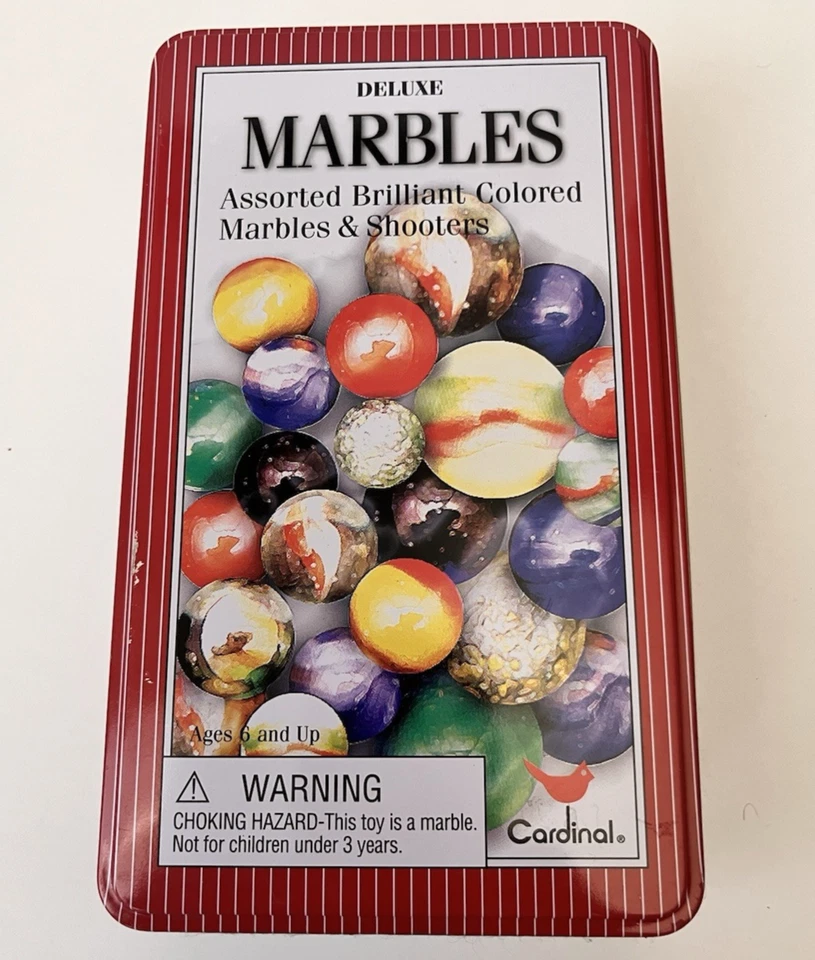 DELUXE
MARBLES
Assorted Brilliant Colored
Marbles & Shooters
Ages 6 and Up
⚠ WARNING
CHOKING HAZARD-This toy is a marble.
Not for children under 3 years.
Cardinal®